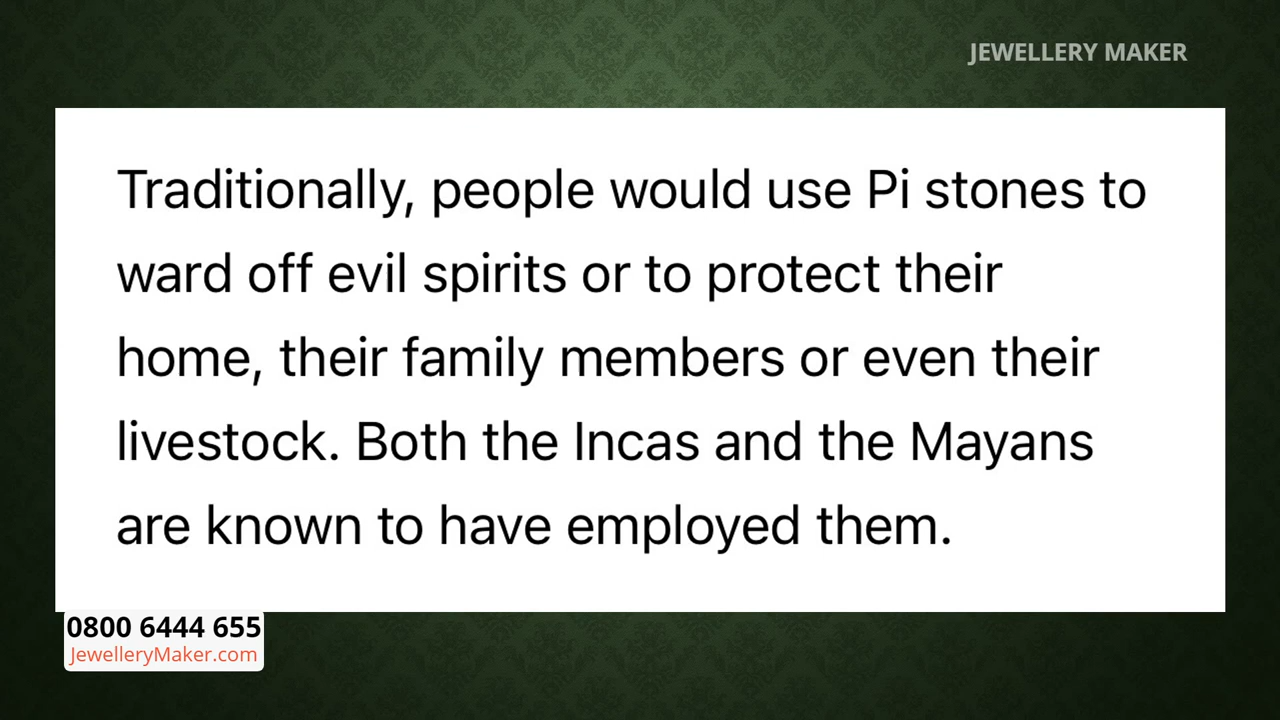 JEWELLERY MAKER
Traditionally, people would use Pi stones to
ward off evil spirits or to protect their
home, their family members or even their
livestock. Both the Incas and the Mayans
are known to have employed them.
0800 6444 655
JewelleryMaker.com